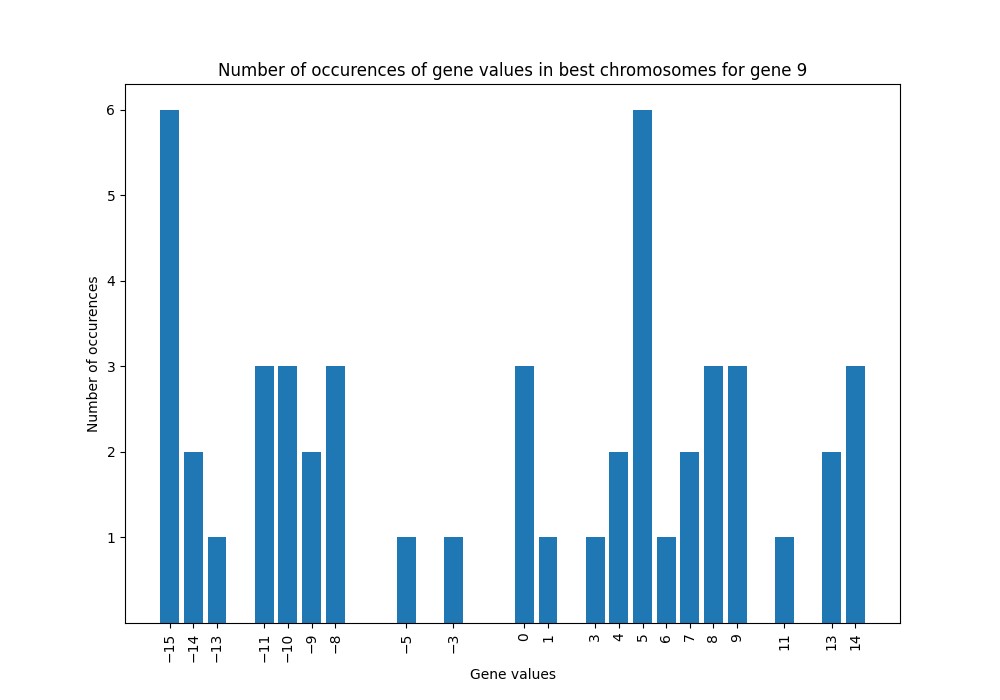 Number of occurences of gene values in best chromosomes for gene 9
Number of occurences
6
5
4
3
2
1
−15 −14 −13 −11 −10 −9 −8 −5 −3 0 1 3 4 5 6 7 8 9 11 13 14
Gene values